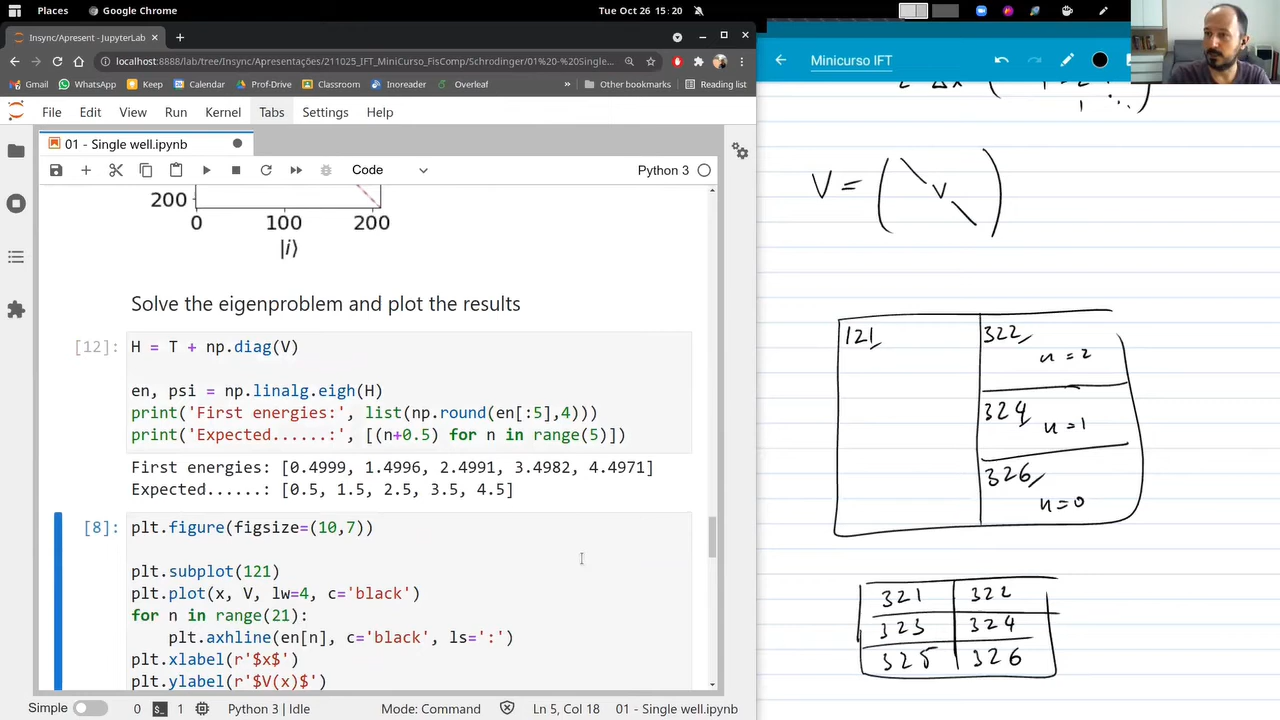 Places
Google Chrome
Tue Oct 26 15:20
Insync/Apresent - JupyterLab
localhost:8888/lab/tree/Insync/Apresentações/211025_IFT_MiniCurso_FisComp/Schrodinger/01%20-%20Single...
Gmail WhatsApp Keep Calendar Prof-Drive Classroom Inoreader Overleaf » Other bookmarks Reading list
File Edit View Run Kernel Tabs Settings Help
01 - Single well.ipynb
Code
Python 3
200
0 100 200
|i⟩
Solve the eigenproblem and plot the results
[12]: H = T + np.diag(V)
en, psi = np.linalg.eigh(H)
print('First energies:', list(np.round(en[:5],4)))
print('Expected......:', [(n+0.5) for n in range(5)])
First energies: [0.4999, 1.4996, 2.4991, 3.4982, 4.4971]
Expected......: [0.5, 1.5, 2.5, 3.5, 4.5]
[8]: plt.figure(figsize=(10,7))
plt.subplot(121)
plt.plot(x, V, lw=4, c='black')
for n in range(21):
plt.axhline(en[n], c='black', ls=':')
plt.xlabel(r'$x$')
plt.ylabel(r'$V(x)$')
Simple 0 1 Python 3 | Idle Mode: Command Ln 5, Col 18 01 - Single well.ipynb
Minicurso IFT
V = ( V )
121 322
n = 2
324
n = 1
326
n = 0
321 322
323 324
325 326